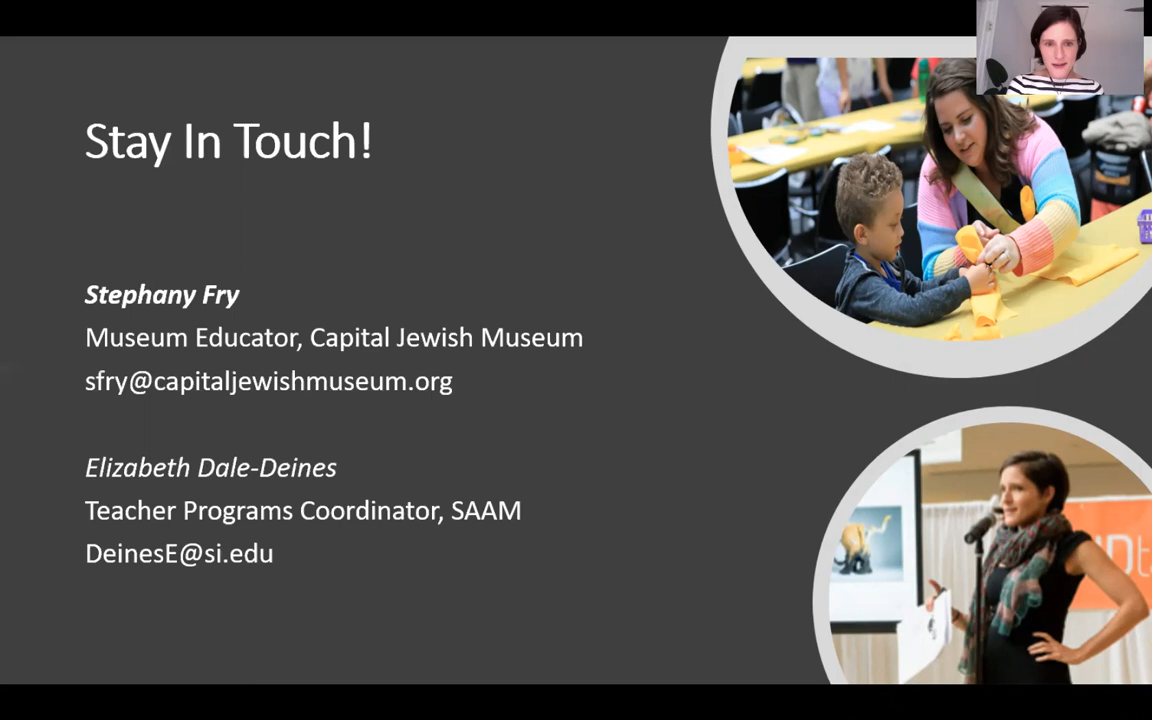 Stay In Touch!
Stephany Fry
Museum Educator, Capital Jewish Museum
sfry@capitaljewishmuseum.org
Elizabeth Dale-Deines
Teacher Programs Coordinator, SAAM
DeinesE@si.edu